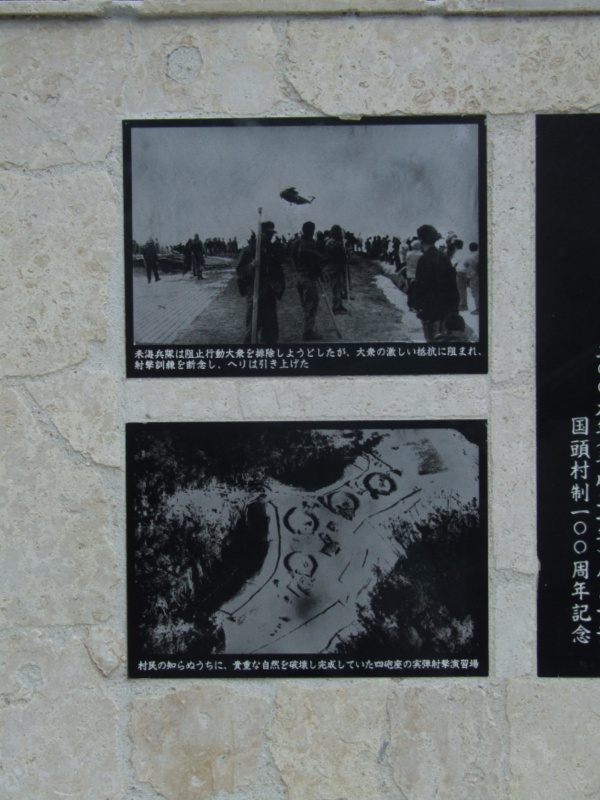 米海兵隊は阻止行動大衆を排除しようとしたが、大衆の激しい抵抗に阻まれ、
射撃訓練を断念し、ヘリは引き上げた
村民の知らぬうちに、貴重な自然を破壊し完成していた四砲座の実弾射撃演習場
国頭村制一〇〇周年記念